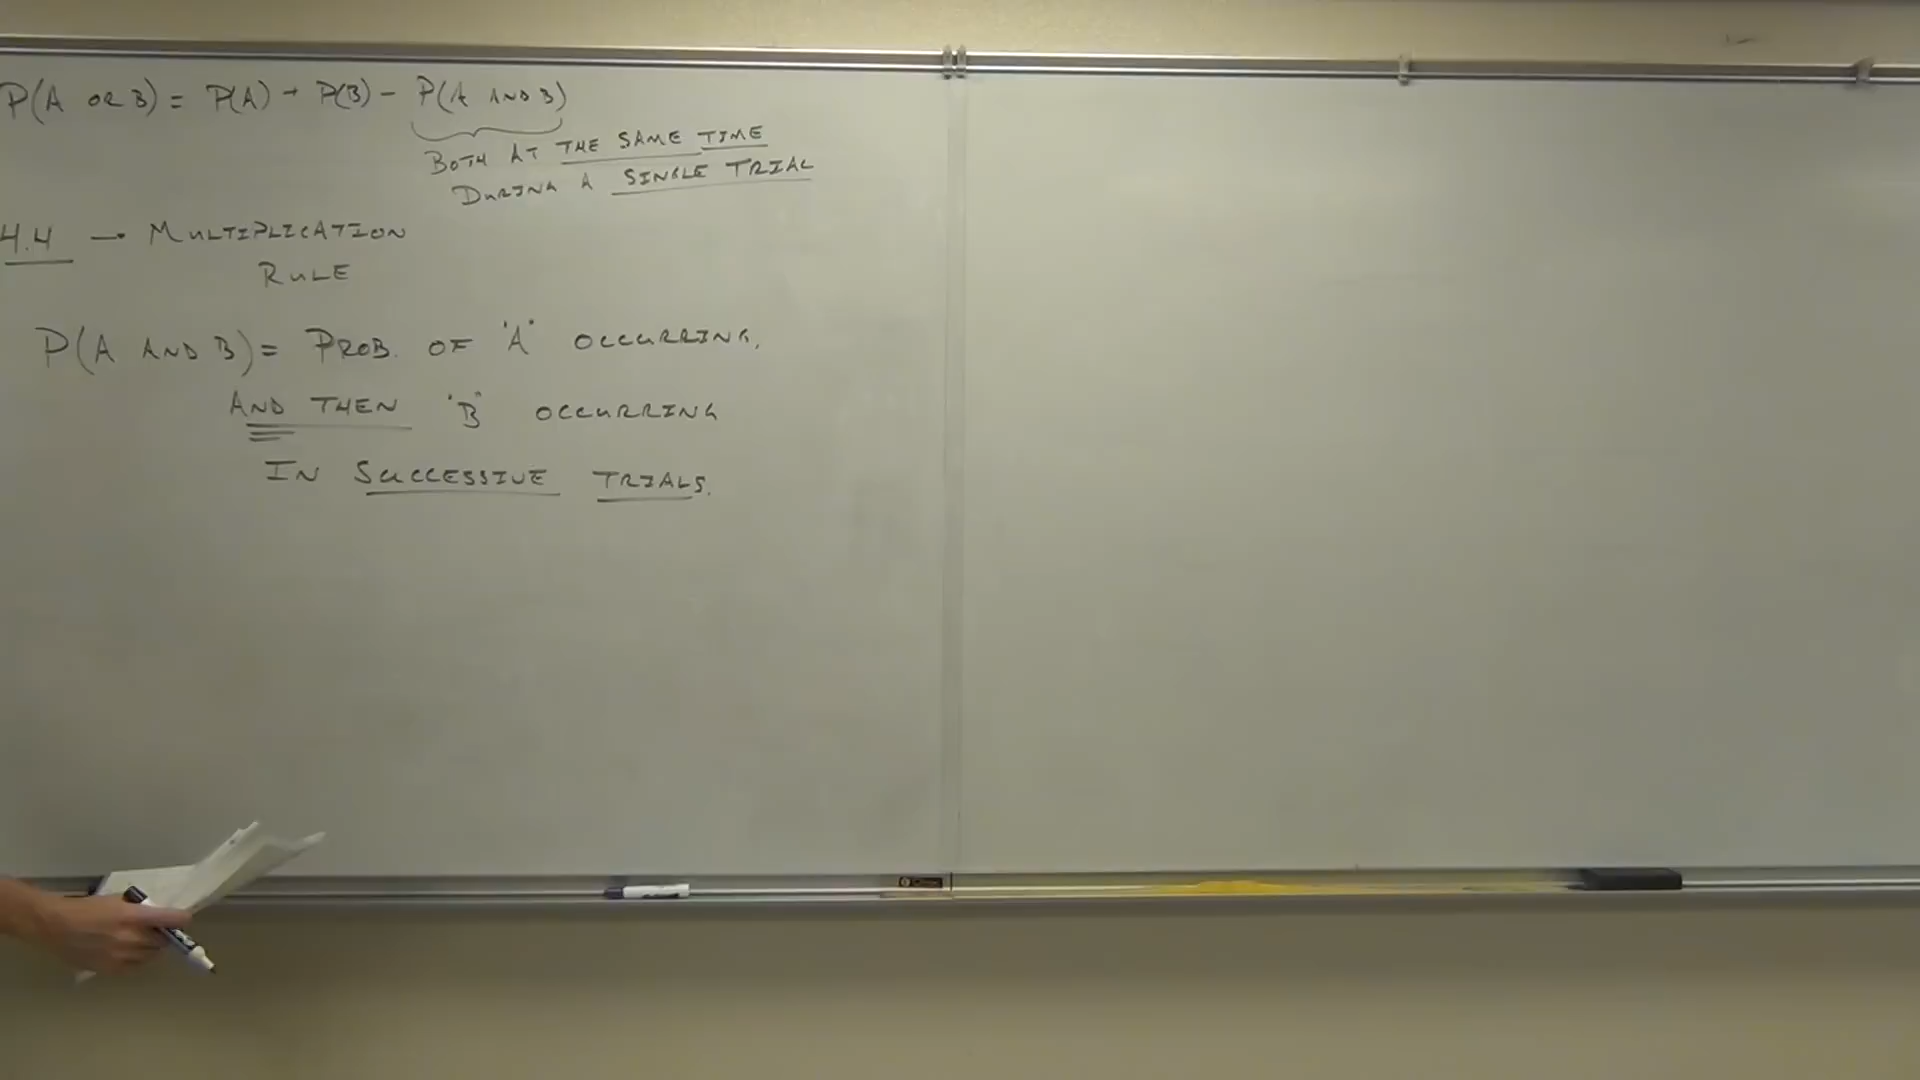 P(A OR B) = P(A) + P(B) - P(A AND B)
BOTH AT THE SAME TIME
DURING A SINGLE TRIAL
4.4 → MULTIPLICATION
RULE
P(A AND B) = PROB. OF "A" OCCURRING,
AND THEN "B" OCCURRING
IN SUCCESSIVE TRIALS.